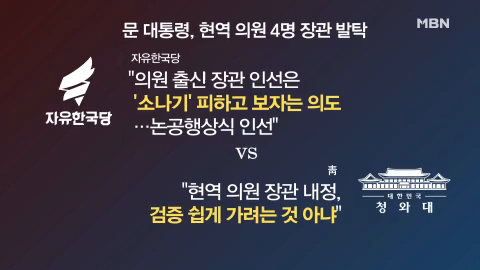 문 대통령, 현역 의원 4명 장관 발탁
MBN
자유한국당
자유한국당
"의원 출신 장관 인선은
'소나기' 피하고 보자는 의도
…논공행상식 인선"
VS
靑
"현역 의원 장관 내정,
검증 쉽게 가려는 것 아냐"
대한민국
청와대